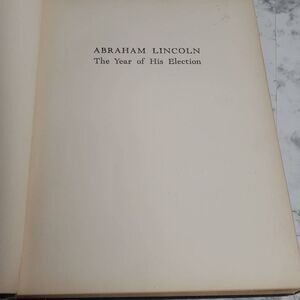 ABRAHAM LINCOLN
The Year of His Election